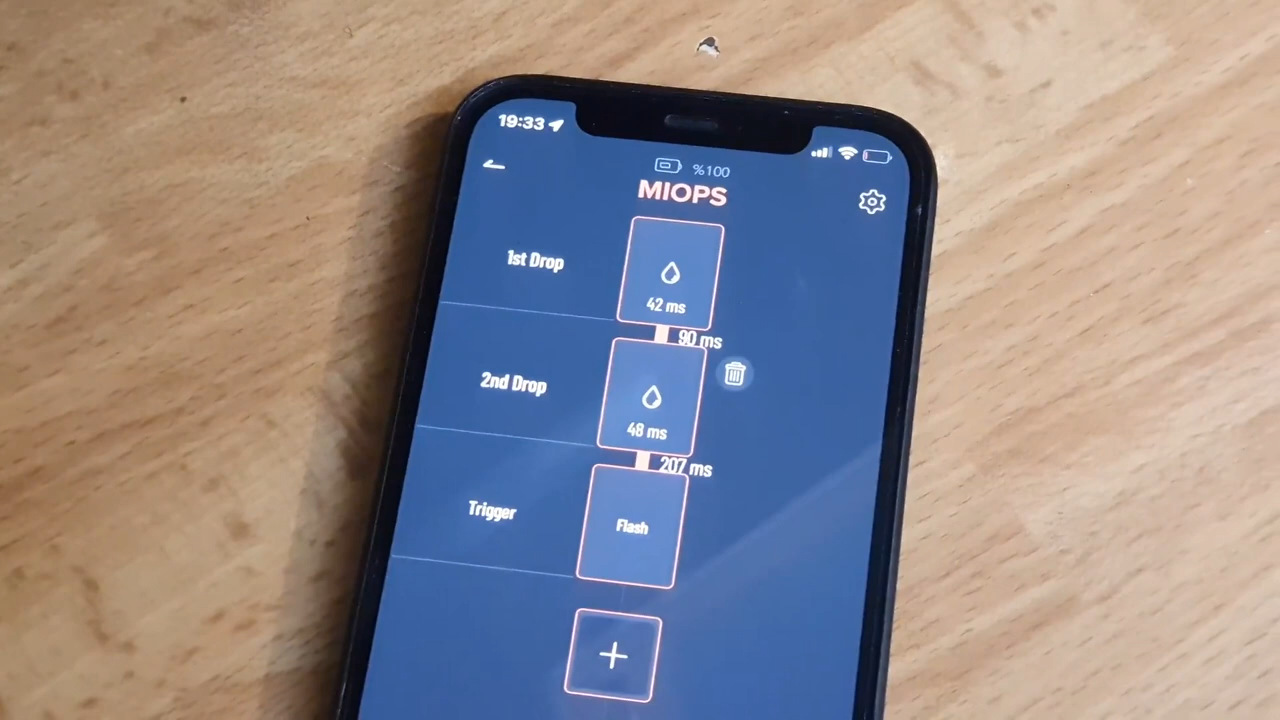 19:33
%100
MIOPS
1st Drop
42 ms
90 ms
2nd Drop
48 ms
207 ms
Trigger
Flash